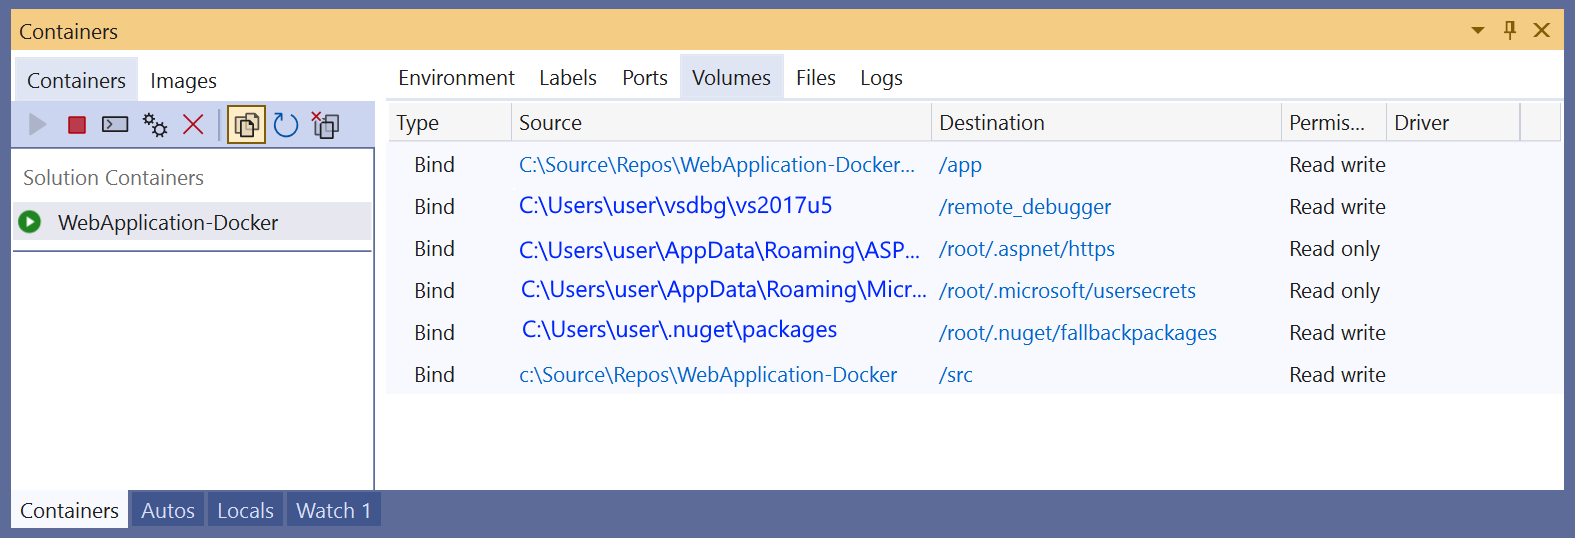 Containers
Containers Images
Environment Labels Ports Volumes Files Logs
Type Source Destination Permis... Driver
Bind C:\Source\Repos\WebApplication-Docker... /app Read write
Solution Containers
Bind C:\Users\user\vsdbg\vs2017u5 /remote_debugger Read write
WebApplication-Docker
Bind C:\Users\user\AppData\Roaming\ASP... /root/.aspnet/https Read only
Bind C:\Users\user\AppData\Roaming\Micr... /root/.microsoft/usersecrets Read only
Bind C:\Users\user\.nuget\packages /root/.nuget/fallbackpackages Read write
Bind c:\Source\Repos\WebApplication-Docker /src Read write
Containers Autos Locals Watch 1